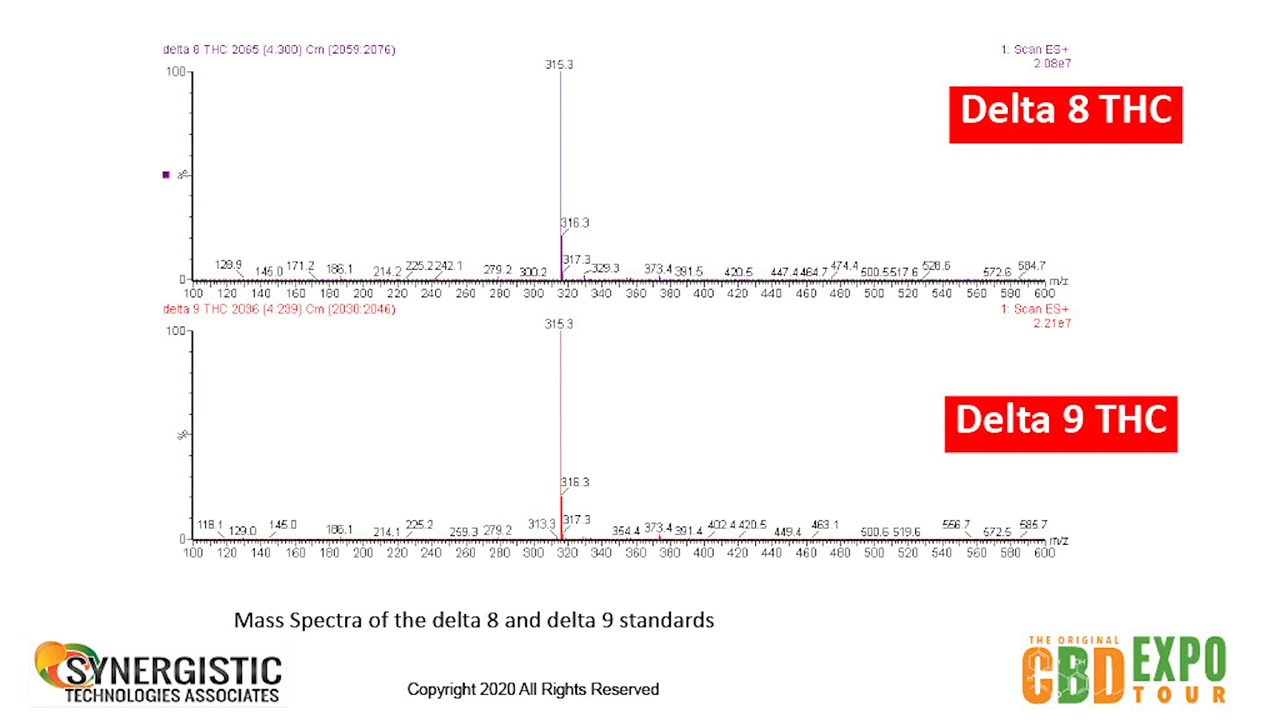 delta 8 THC 2065 (4.300) Cm (2059:2076)
1: Scan ES+
2.08e7
Delta 8 THC
315.3
100
%
316.3
317.3
128.9 145.0 171.2 186.1 214.2 225.2 242.1 279.2 300.2 329.3 373.4 391.5 420.5 447.4 464.7 474.4 500.5 517.6 528.6 572.6 584.7
0
m/z
100 120 140 160 180 200 220 240 260 280 300 320 340 360 380 400 420 440 460 480 500 520 540 560 580 600
delta 9 THC 2036 (4.239) Cm (2030:2046)
1: Scan ES+
2.21e7
Delta 9 THC
315.3
100
%
316.3
118.1 129.0 145.0 186.1 214.1 225.2 259.3 279.2 313.3 317.3 354.4 373.4 391.4 402.4 420.5 449.4 463.1 500.6 519.6 556.7 572.5 585.7
0
m/z
100 120 140 160 180 200 220 240 260 280 300 320 340 360 380 400 420 440 460 480 500 520 540 560 580 600
Mass Spectra of the delta 8 and delta 9 standards
SYNERGISTIC
TECHNOLOGIES ASSOCIATES
Copyright 2020 All Rights Reserved
THE ORIGINAL
CBD EXPO
TOUR